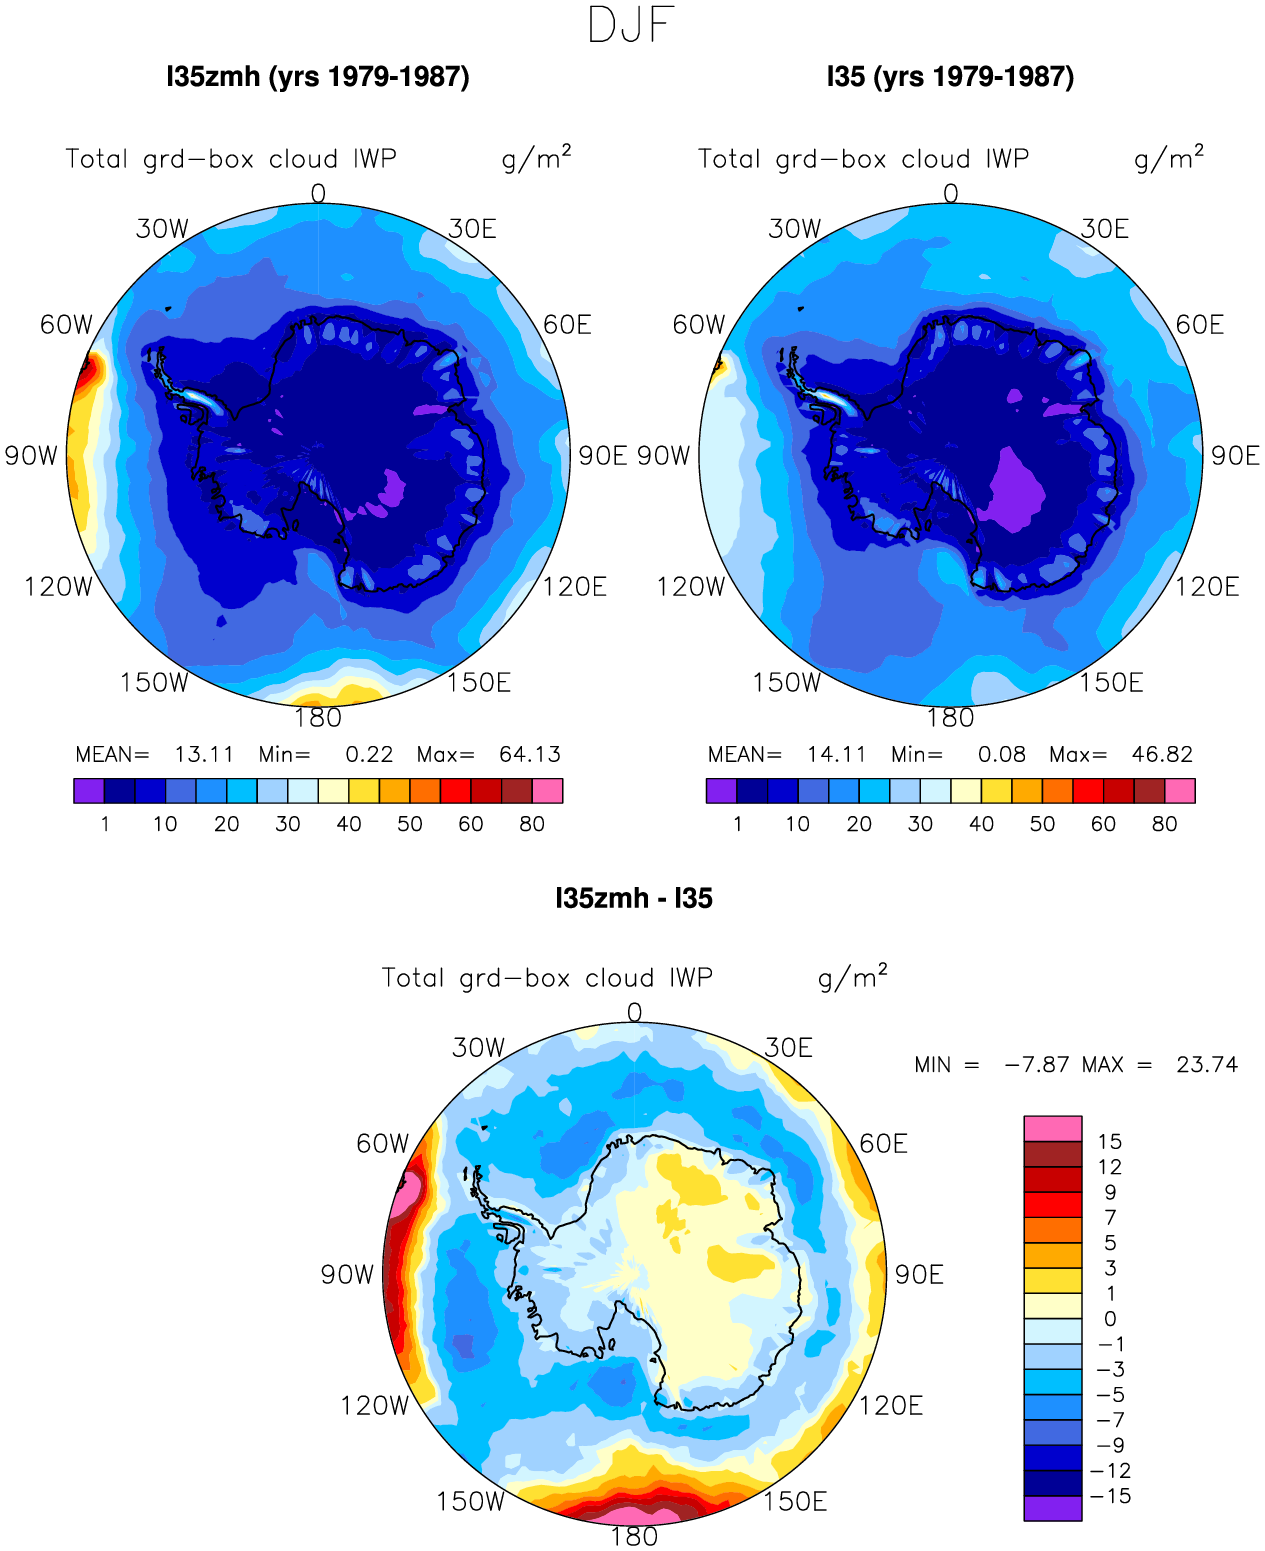 DJF
I35zmh (yrs 1979-1987)
I35 (yrs 1979-1987)
Total grd-box cloud IWP g/m²
Total grd-box cloud IWP g/m²
0
30W 30E
60W 60E
90W 90E
120W 120E
150W 150E
180
0
30W 30E
60W 60E
90W 90E
120W 120E
150W 150E
180
MEAN= 13.11 Min= 0.22 Max= 64.13
1 10 20 30 40 50 60 80
MEAN= 14.11 Min= 0.08 Max= 46.82
1 10 20 30 40 50 60 80
I35zmh - I35
Total grd-box cloud IWP g/m²
0
30W 30E
60W 60E
90W 90E
120W 120E
150W 150E
180
MIN = -7.87 MAX = 23.74
15
12
9
7
5
3
1
0
-1
-3
-5
-7
-9
-12
-15